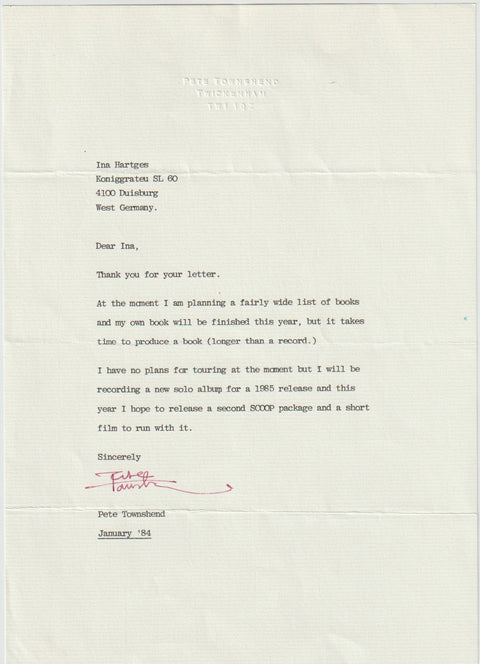 PETE TOWNSHEND
TWICKENHAM
Ina Hartges
Koniggrateu SL 60
4100 Duisburg
West Germany.
Dear Ina,
Thank you for your letter.
At the moment I am planning a fairly wide list of books
and my own book will be finished this year, but it takes
time to produce a book (longer than a record.)
I have no plans for touring at the moment but I will be
recording a new solo album for a 1985 release and this
year I hope to release a second SCOOP package and a short
film to run with it.
Sincerely
Pete Townshend
January '84